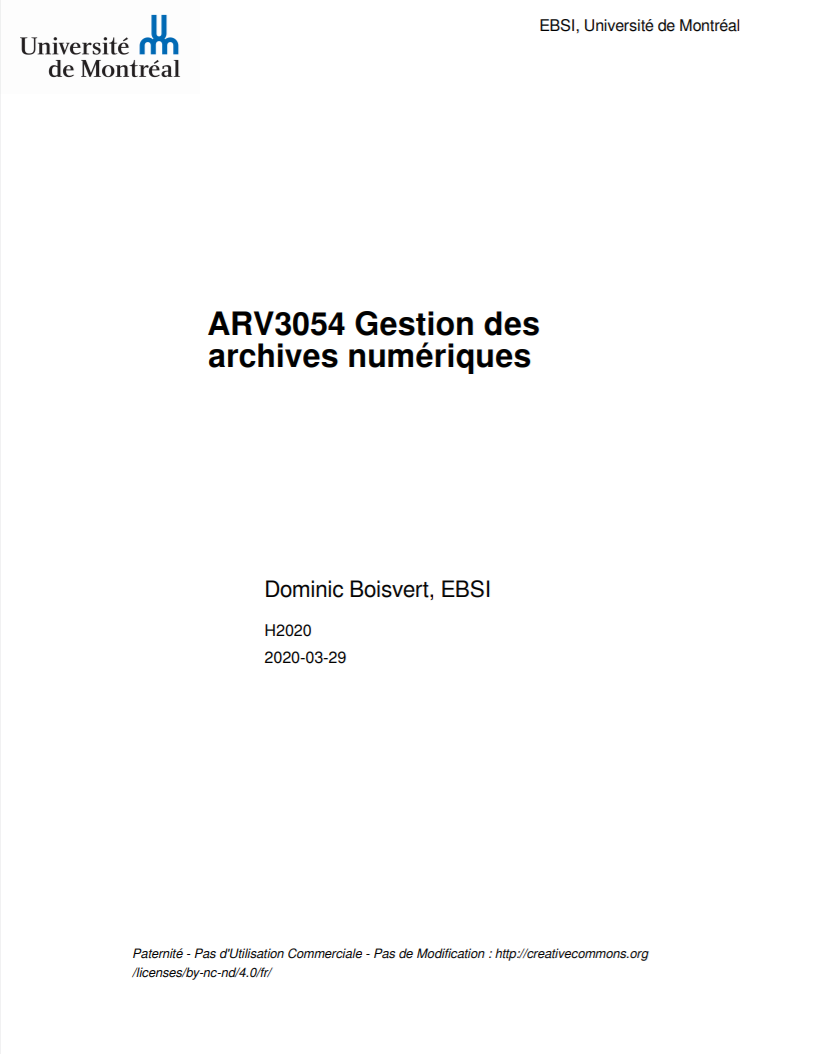 Université
de Montréal
EBSI, Université de Montréal
ARV3054 Gestion des
archives numériques
Dominic Boisvert, EBSI
H2020
2020-03-29
Paternité - Pas d'Utilisation Commerciale - Pas de Modification : http://creativecommons.org
/licenses/by-nc-nd/4.0/fr/